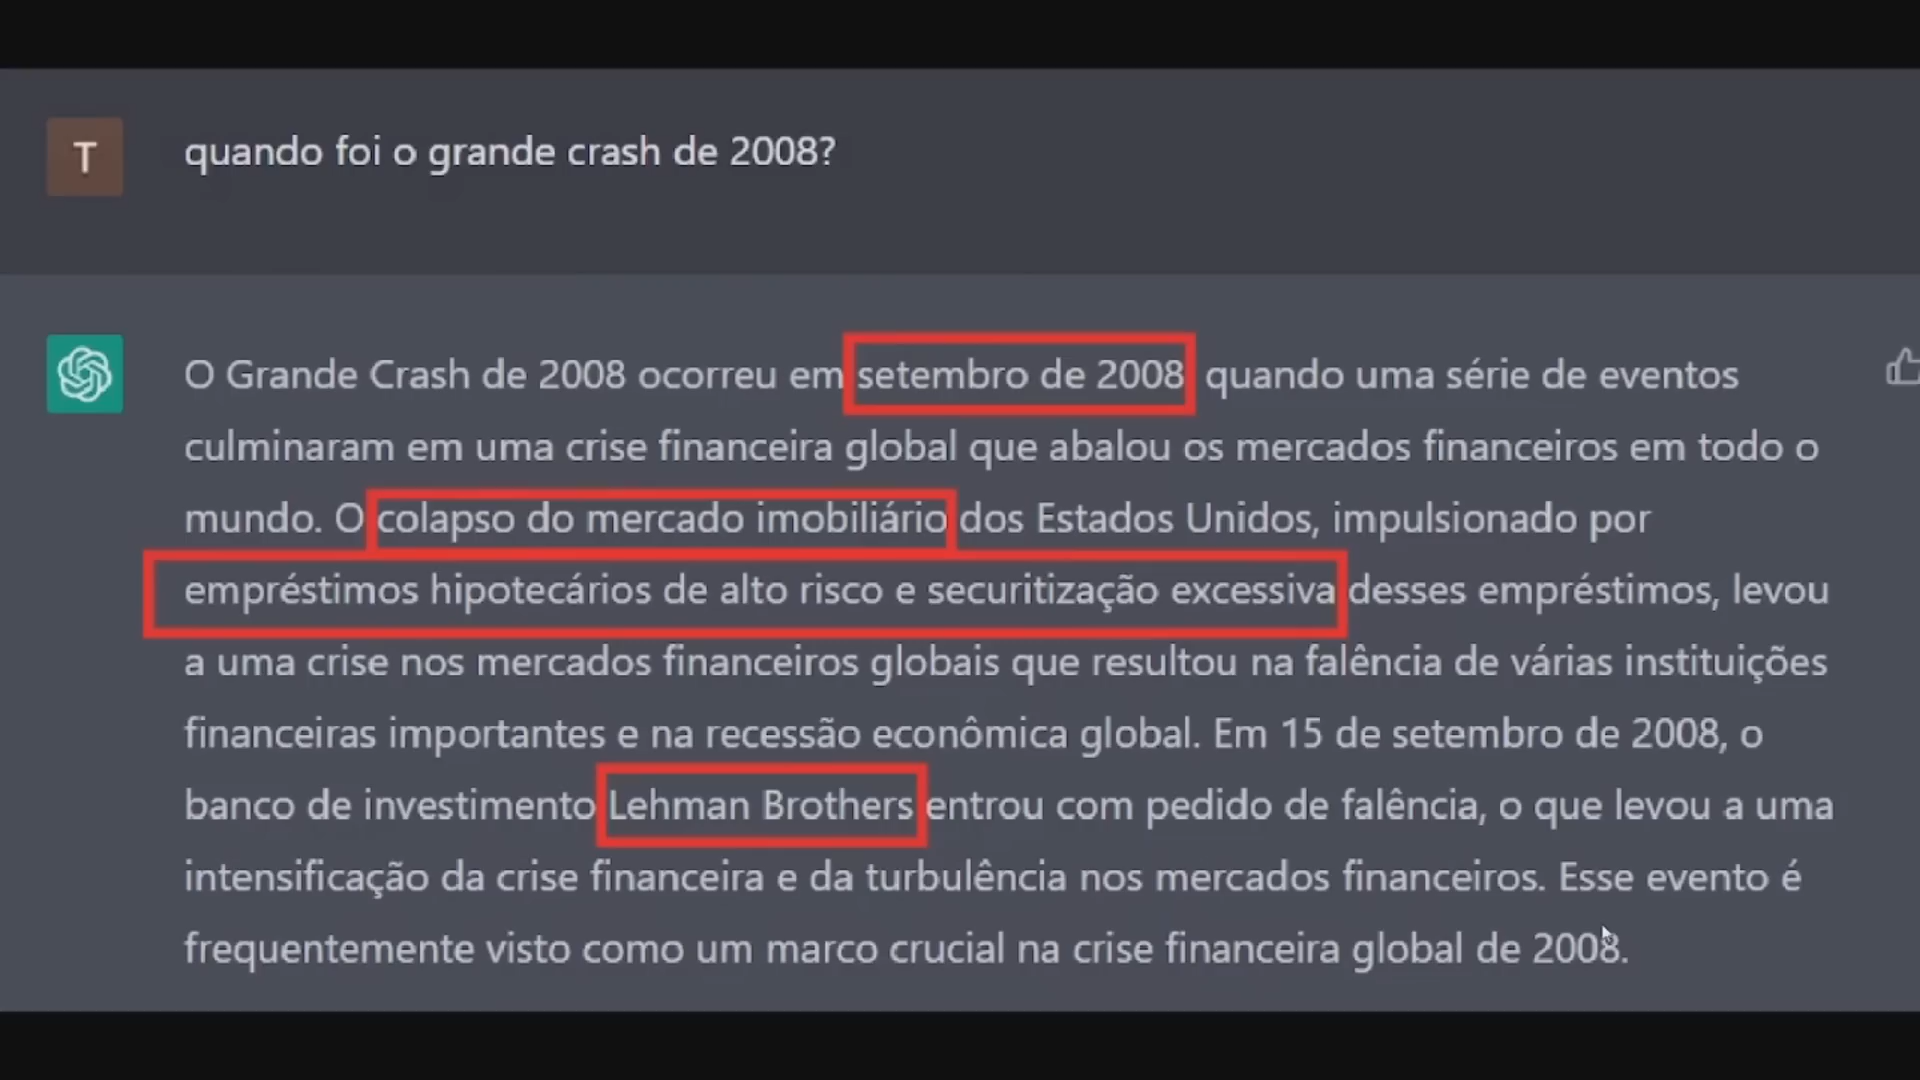 T
quando foi o grande crash de 2008?
O Grande Crash de 2008 ocorreu em setembro de 2008 quando uma série de eventos
culminaram em uma crise financeira global que abalou os mercados financeiros em todo o
mundo. O colapso do mercado imobiliário dos Estados Unidos, impulsionado por
empréstimos hipotecários de alto risco e securitização excessiva desses empréstimos, levou
a uma crise nos mercados financeiros globais que resultou na falência de várias instituições
financeiras importantes e na recessão econômica global. Em 15 de setembro de 2008, o
banco de investimento Lehman Brothers entrou com pedido de falência, o que levou a uma
intensificação da crise financeira e da turbulência nos mercados financeiros. Esse evento é
frequentemente visto como um marco crucial na crise financeira global de 2008.